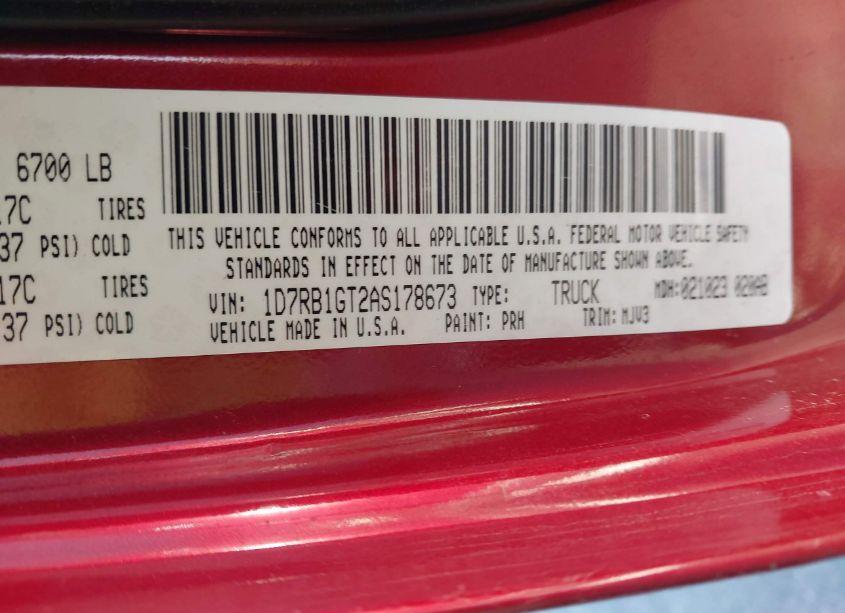 6700 LB
17C TIRES
37 PSI) COLD
17C TIRES
37 PSI) COLD
THIS VEHICLE CONFORMS TO ALL APPLICABLE U.S.A. FEDERAL MOTOR VEHICLE SAFETY
STANDARDS IN EFFECT ON THE DATE OF MANUFACTURE SHOWN ABOVE.
VIN: 1D7RB1GT2AS178673 TYPE: TRUCK MDH:021023 020AB
VEHICLE MADE IN U.S.A. PAINT: PRH TRIM: MJV3